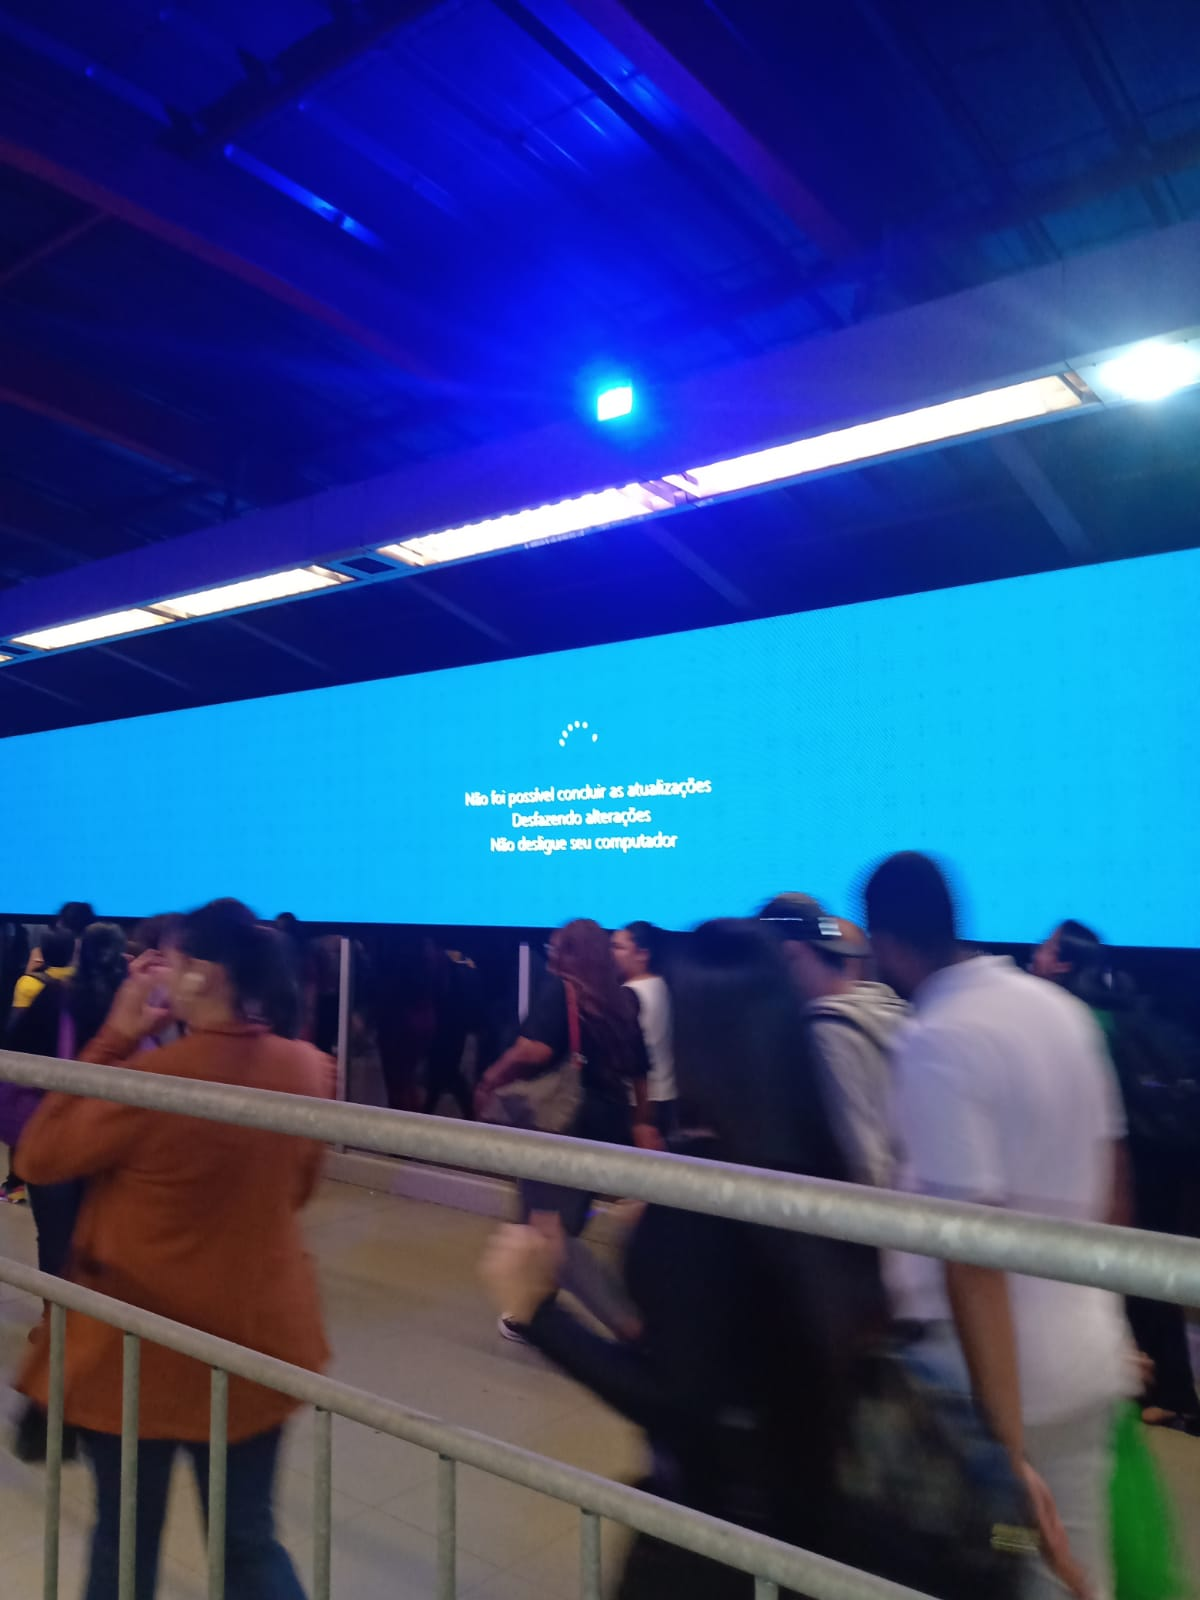 Não foi possível concluir as atualizações
Desfazendo alterações
Não desligue seu computador